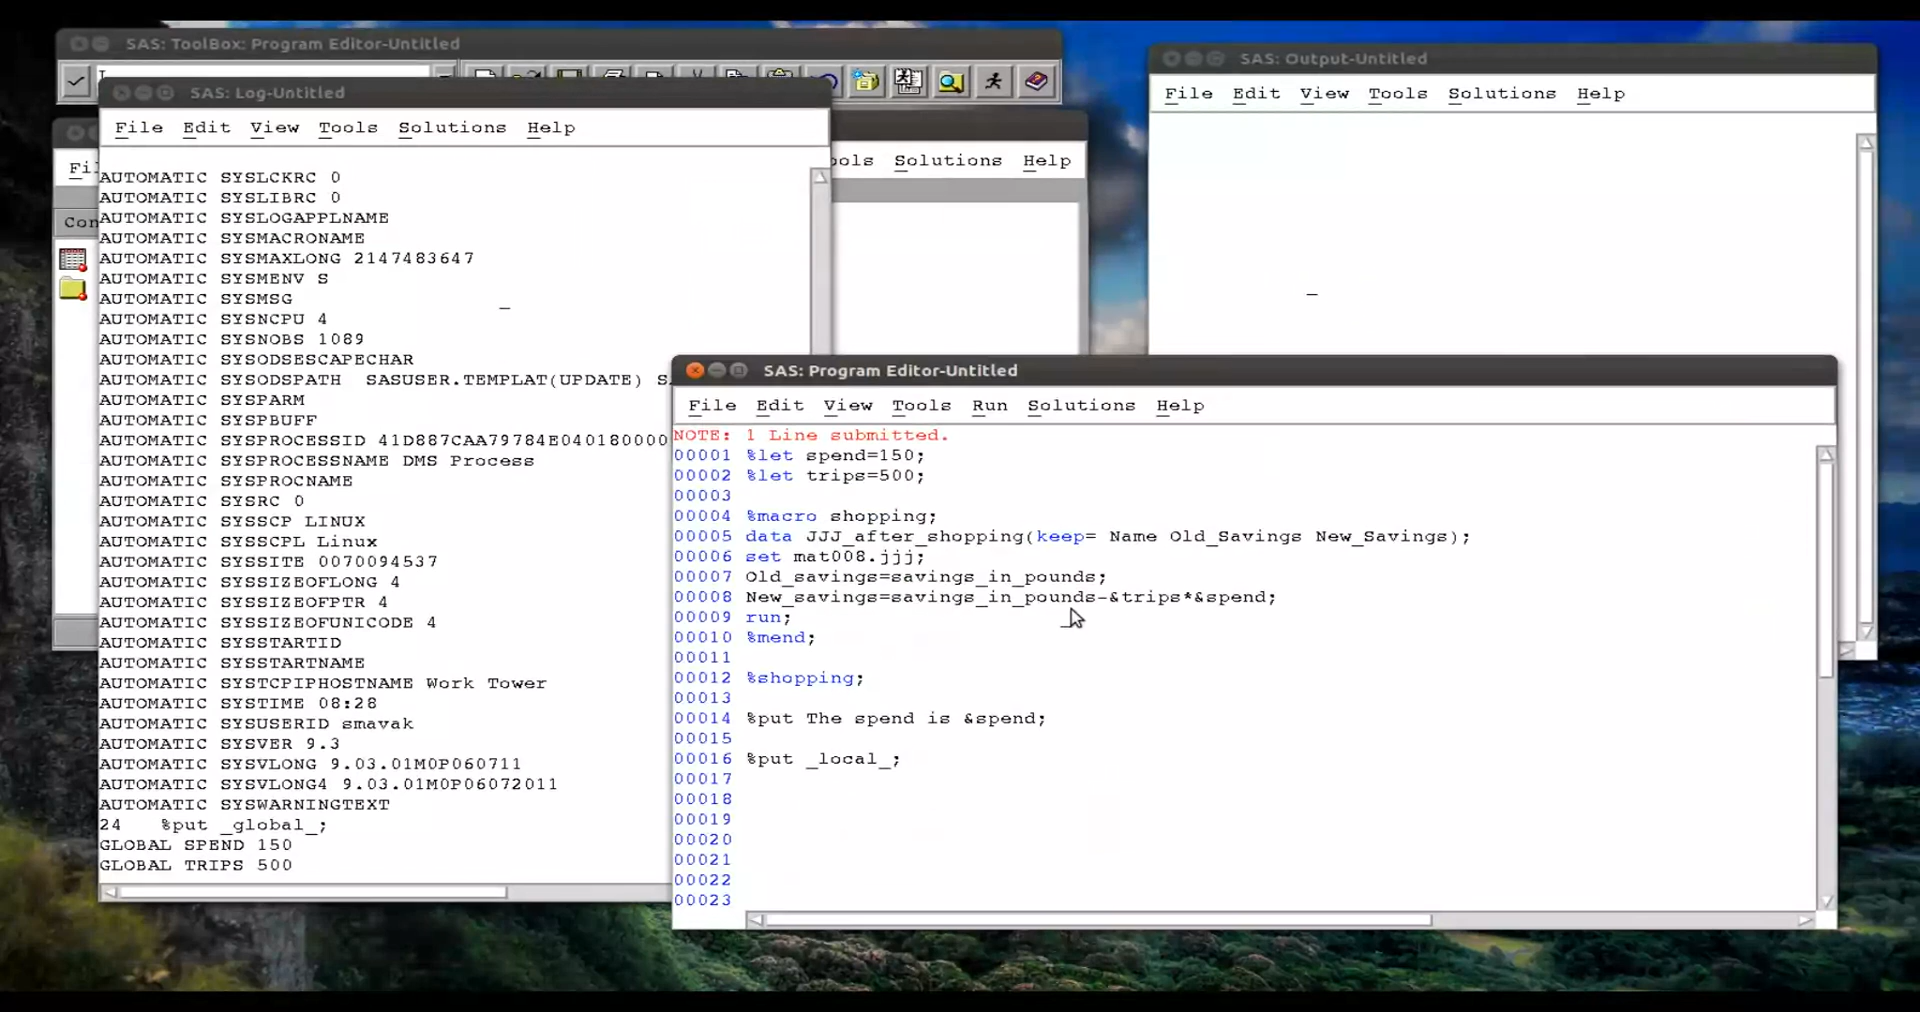 SAS: ToolBox: Program Editor-Untitled
SAS: Log-Untitled
File Edit View Tools Solutions Help
AUTOMATIC SYSLCKRC 0
AUTOMATIC SYSLIBRC 0
AUTOMATIC SYSLOGAPPLNAME
AUTOMATIC SYSMACRONAME
AUTOMATIC SYSMAXLONG 2147483647
AUTOMATIC SYSMENV S
AUTOMATIC SYSMSG
AUTOMATIC SYSNCPU 4
AUTOMATIC SYSNOBS 1089
AUTOMATIC SYSODSESCAPECHAR
AUTOMATIC SYSODSPATH SASUSER.TEMPLAT(UPDATE) S
AUTOMATIC SYSPARM
AUTOMATIC SYSPBUFF
AUTOMATIC SYSPROCESSID 41D887CAA79784E040180000
AUTOMATIC SYSPROCESSNAME DMS Process
AUTOMATIC SYSPROCNAME
AUTOMATIC SYSRC 0
AUTOMATIC SYSSCP LINUX
AUTOMATIC SYSSCPL Linux
AUTOMATIC SYSSITE 0070094537
AUTOMATIC SYSSIZEOFLONG 4
AUTOMATIC SYSSIZEOFPTR 4
AUTOMATIC SYSSIZEOFUNICODE 4
AUTOMATIC SYSSTARTID
AUTOMATIC SYSSTARTNAME
AUTOMATIC SYSTCPIPHOSTNAME Work Tower
AUTOMATIC SYSTIME 08:28
AUTOMATIC SYSUSERID smavak
AUTOMATIC SYSVER 9.3
AUTOMATIC SYSVLONG 9.03.01M0P060711
AUTOMATIC SYSVLONG4 9.03.01M0P06072011
AUTOMATIC SYSWARNINGTEXT
24 %put _global_;
GLOBAL SPEND 150
GLOBAL TRIPS 500
Fi
Con
ools Solutions Help
SAS: Output-Untitled
File Edit View Tools Solutions Help
SAS: Program Editor-Untitled
File Edit View Tools Run Solutions Help
NOTE: 1 Line submitted.
00001 %let spend=150;
00002 %let trips=500;
00003
00004 %macro shopping;
00005 data JJJ_after_shopping(keep= Name Old_Savings New_Savings);
00006 set mat008.jjj;
00007 Old_savings=savings_in_pounds;
00008 New_savings=savings_in_pounds-&trips*&spend;
00009 run;
00010 %mend;
00011
00012 %shopping;
00013
00014 %put The spend is &spend;
00015
00016 %put _local_;
00017
00018
00019
00020
00021
00022
00023